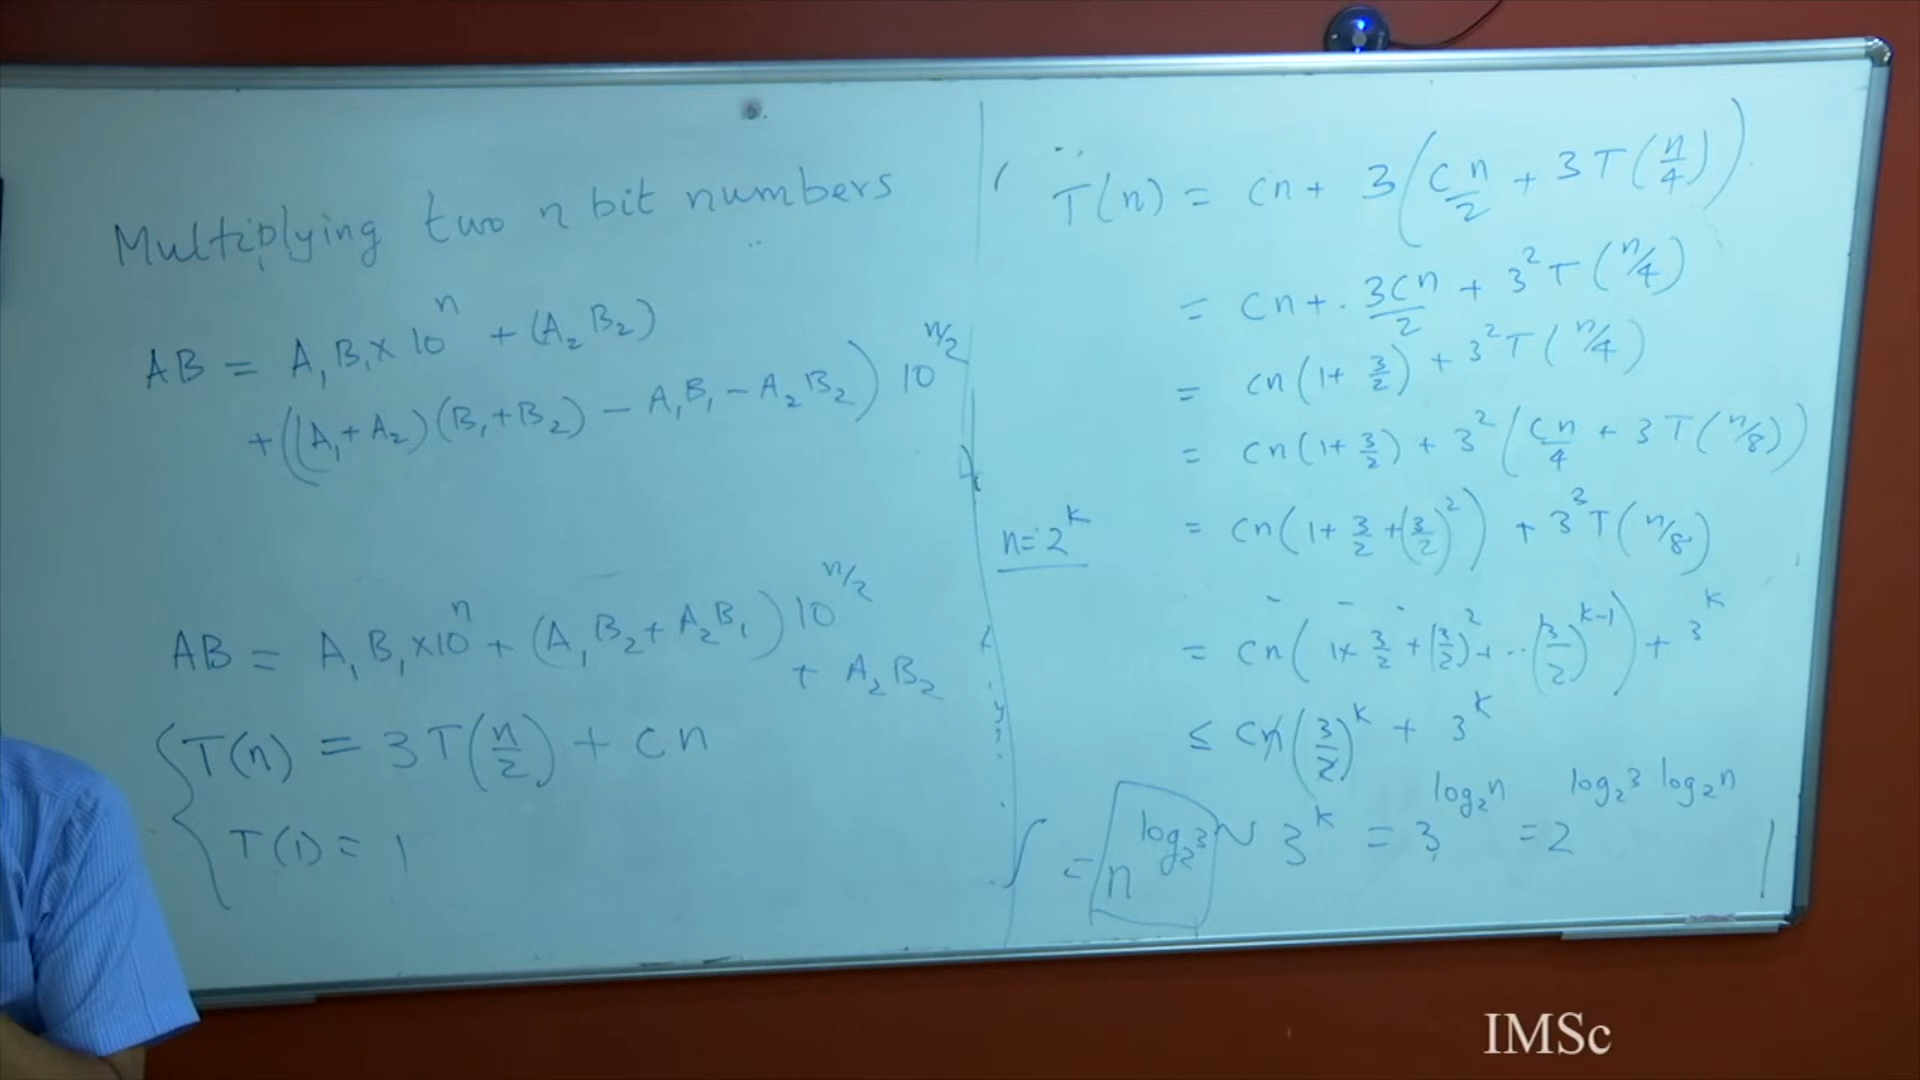 Multiplying two n bit numbers
AB = A₁B₁ × 10ⁿ + (A₂B₂)
+ ((A₁+A₂)(B₁+B₂) − A₁B₁ − A₂B₂) 10^{n/2}
AB = A₁B₁ × 10ⁿ + (A₁B₂ + A₂B₁) 10^{n/2}
+ A₂B₂
T(n) = 3T(n/2) + cn
T(1) = 1
T(n) = cn + 3(cn/2 + 3T(n/4))
= cn + 3cn/2 + 3²T(n/4)
= cn(1 + 3/2) + 3²T(n/4)
= cn(1 + 3/2) + 3²(cn/4 + 3T(n/8))
n = 2^k
= cn(1 + 3/2 + (3/2)²) + 3³T(n/8)
= cn(1 + 3/2 + (3/2)² + .. (3/2)^{k-1}) + 3^k
≤ cn(3/2)^k + 3^k
= n^{log₂3} ~ 3^k = 3^{log₂n} = 2^{log₂3 log₂n}
IMSc